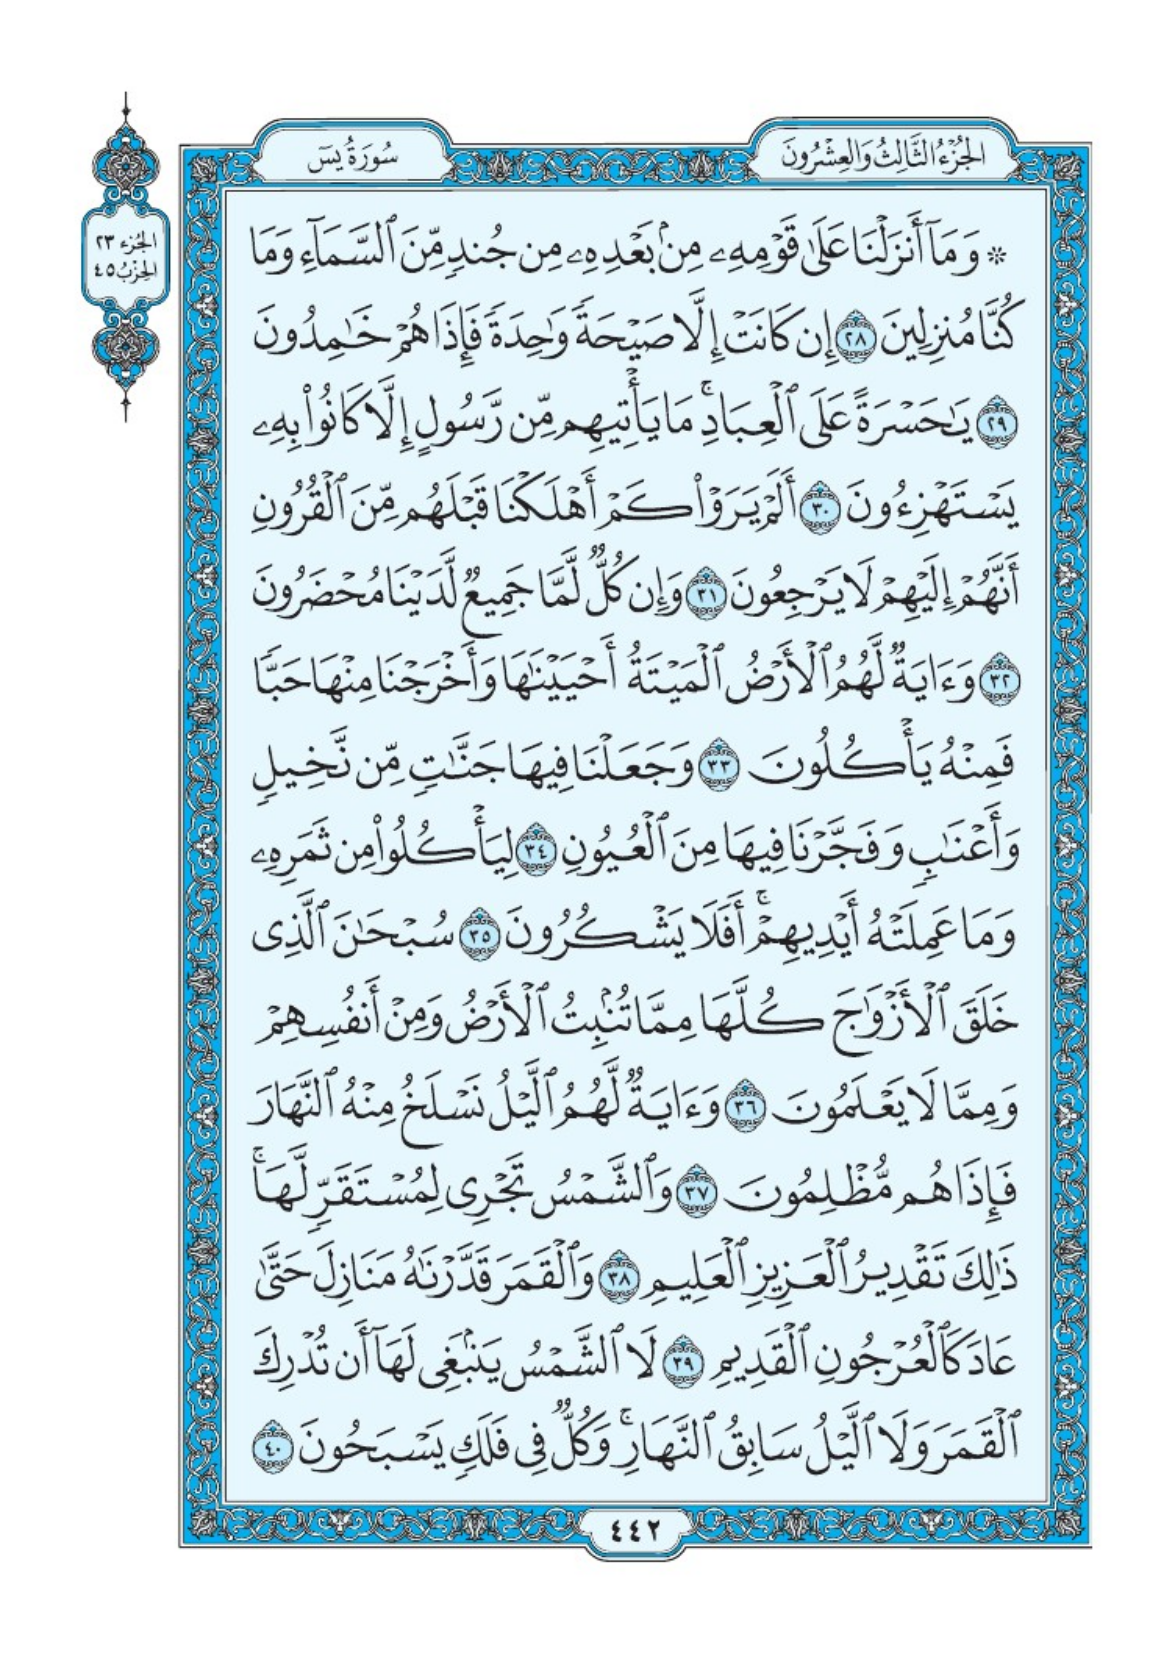 الجُزْءُ الثَّالِثُ وَالعِشْرُونَ
سُورَةُ يسٓ
الجُزء ٢٣
الحِزْبُ ٤٥
۞ وَمَآ أَنزَلْنَا عَلَىٰ قَوْمِهِۦ مِنۢ بَعْدِهِۦ مِن جُندٍ مِّنَ ٱلسَّمَآءِ وَمَا
كُنَّا مُنزِلِينَ ٢٨ إِن كَانَتْ إِلَّا صَيْحَةً وَٰحِدَةً فَإِذَا هُمْ خَـٰمِدُونَ
٢٩ يَـٰحَسْرَةً عَلَى ٱلْعِبَادِ ۚ مَا يَأْتِيهِم مِّن رَّسُولٍ إِلَّا كَانُوا۟ بِهِۦ
يَسْتَهْزِءُونَ ٣٠ أَلَمْ يَرَوْا۟ كَمْ أَهْلَكْنَا قَبْلَهُم مِّنَ ٱلْقُرُونِ
أَنَّهُمْ إِلَيْهِمْ لَا يَرْجِعُونَ ٣١ وَإِن كُلٌّ لَّمَّا جَمِيعٌ لَّدَيْنَا مُحْضَرُونَ
٣٢ وَءَايَةٌ لَّهُمُ ٱلْأَرْضُ ٱلْمَيْتَةُ أَحْيَيْنَـٰهَا وَأَخْرَجْنَا مِنْهَا حَبًّا
فَمِنْهُ يَأْكُلُونَ ٣٣ وَجَعَلْنَا فِيهَا جَنَّـٰتٍ مِّن نَّخِيلٍ
وَأَعْنَـٰبٍ وَفَجَّرْنَا فِيهَا مِنَ ٱلْعُيُونِ ٣٤ لِيَأْكُلُوا۟ مِن ثَمَرِهِۦ
وَمَا عَمِلَتْهُ أَيْدِيهِمْ ۖ أَفَلَا يَشْكُرُونَ ٣٥ سُبْحَـٰنَ ٱلَّذِى
خَلَقَ ٱلْأَزْوَٰجَ كُلَّهَا مِمَّا تُنۢبِتُ ٱلْأَرْضُ وَمِنْ أَنفُسِهِمْ
وَمِمَّا لَا يَعْلَمُونَ ٣٦ وَءَايَةٌ لَّهُمُ ٱلَّيْلُ نَسْلَخُ مِنْهُ ٱلنَّهَارَ
فَإِذَا هُم مُّظْلِمُونَ ٣٧ وَٱلشَّمْسُ تَجْرِى لِمُسْتَقَرٍّ لَّهَا ۚ
ذَٰلِكَ تَقْدِيرُ ٱلْعَزِيزِ ٱلْعَلِيمِ ٣٨ وَٱلْقَمَرَ قَدَّرْنَـٰهُ مَنَازِلَ حَتَّىٰ
عَادَ كَٱلْعُرْجُونِ ٱلْقَدِيمِ ٣٩ لَا ٱلشَّمْسُ يَنۢبَغِى لَهَآ أَن تُدْرِكَ
ٱلْقَمَرَ وَلَا ٱلَّيْلُ سَابِقُ ٱلنَّهَارِ ۚ وَكُلٌّ فِى فَلَكٍ يَسْبَحُونَ ٤٠
٤٤٢